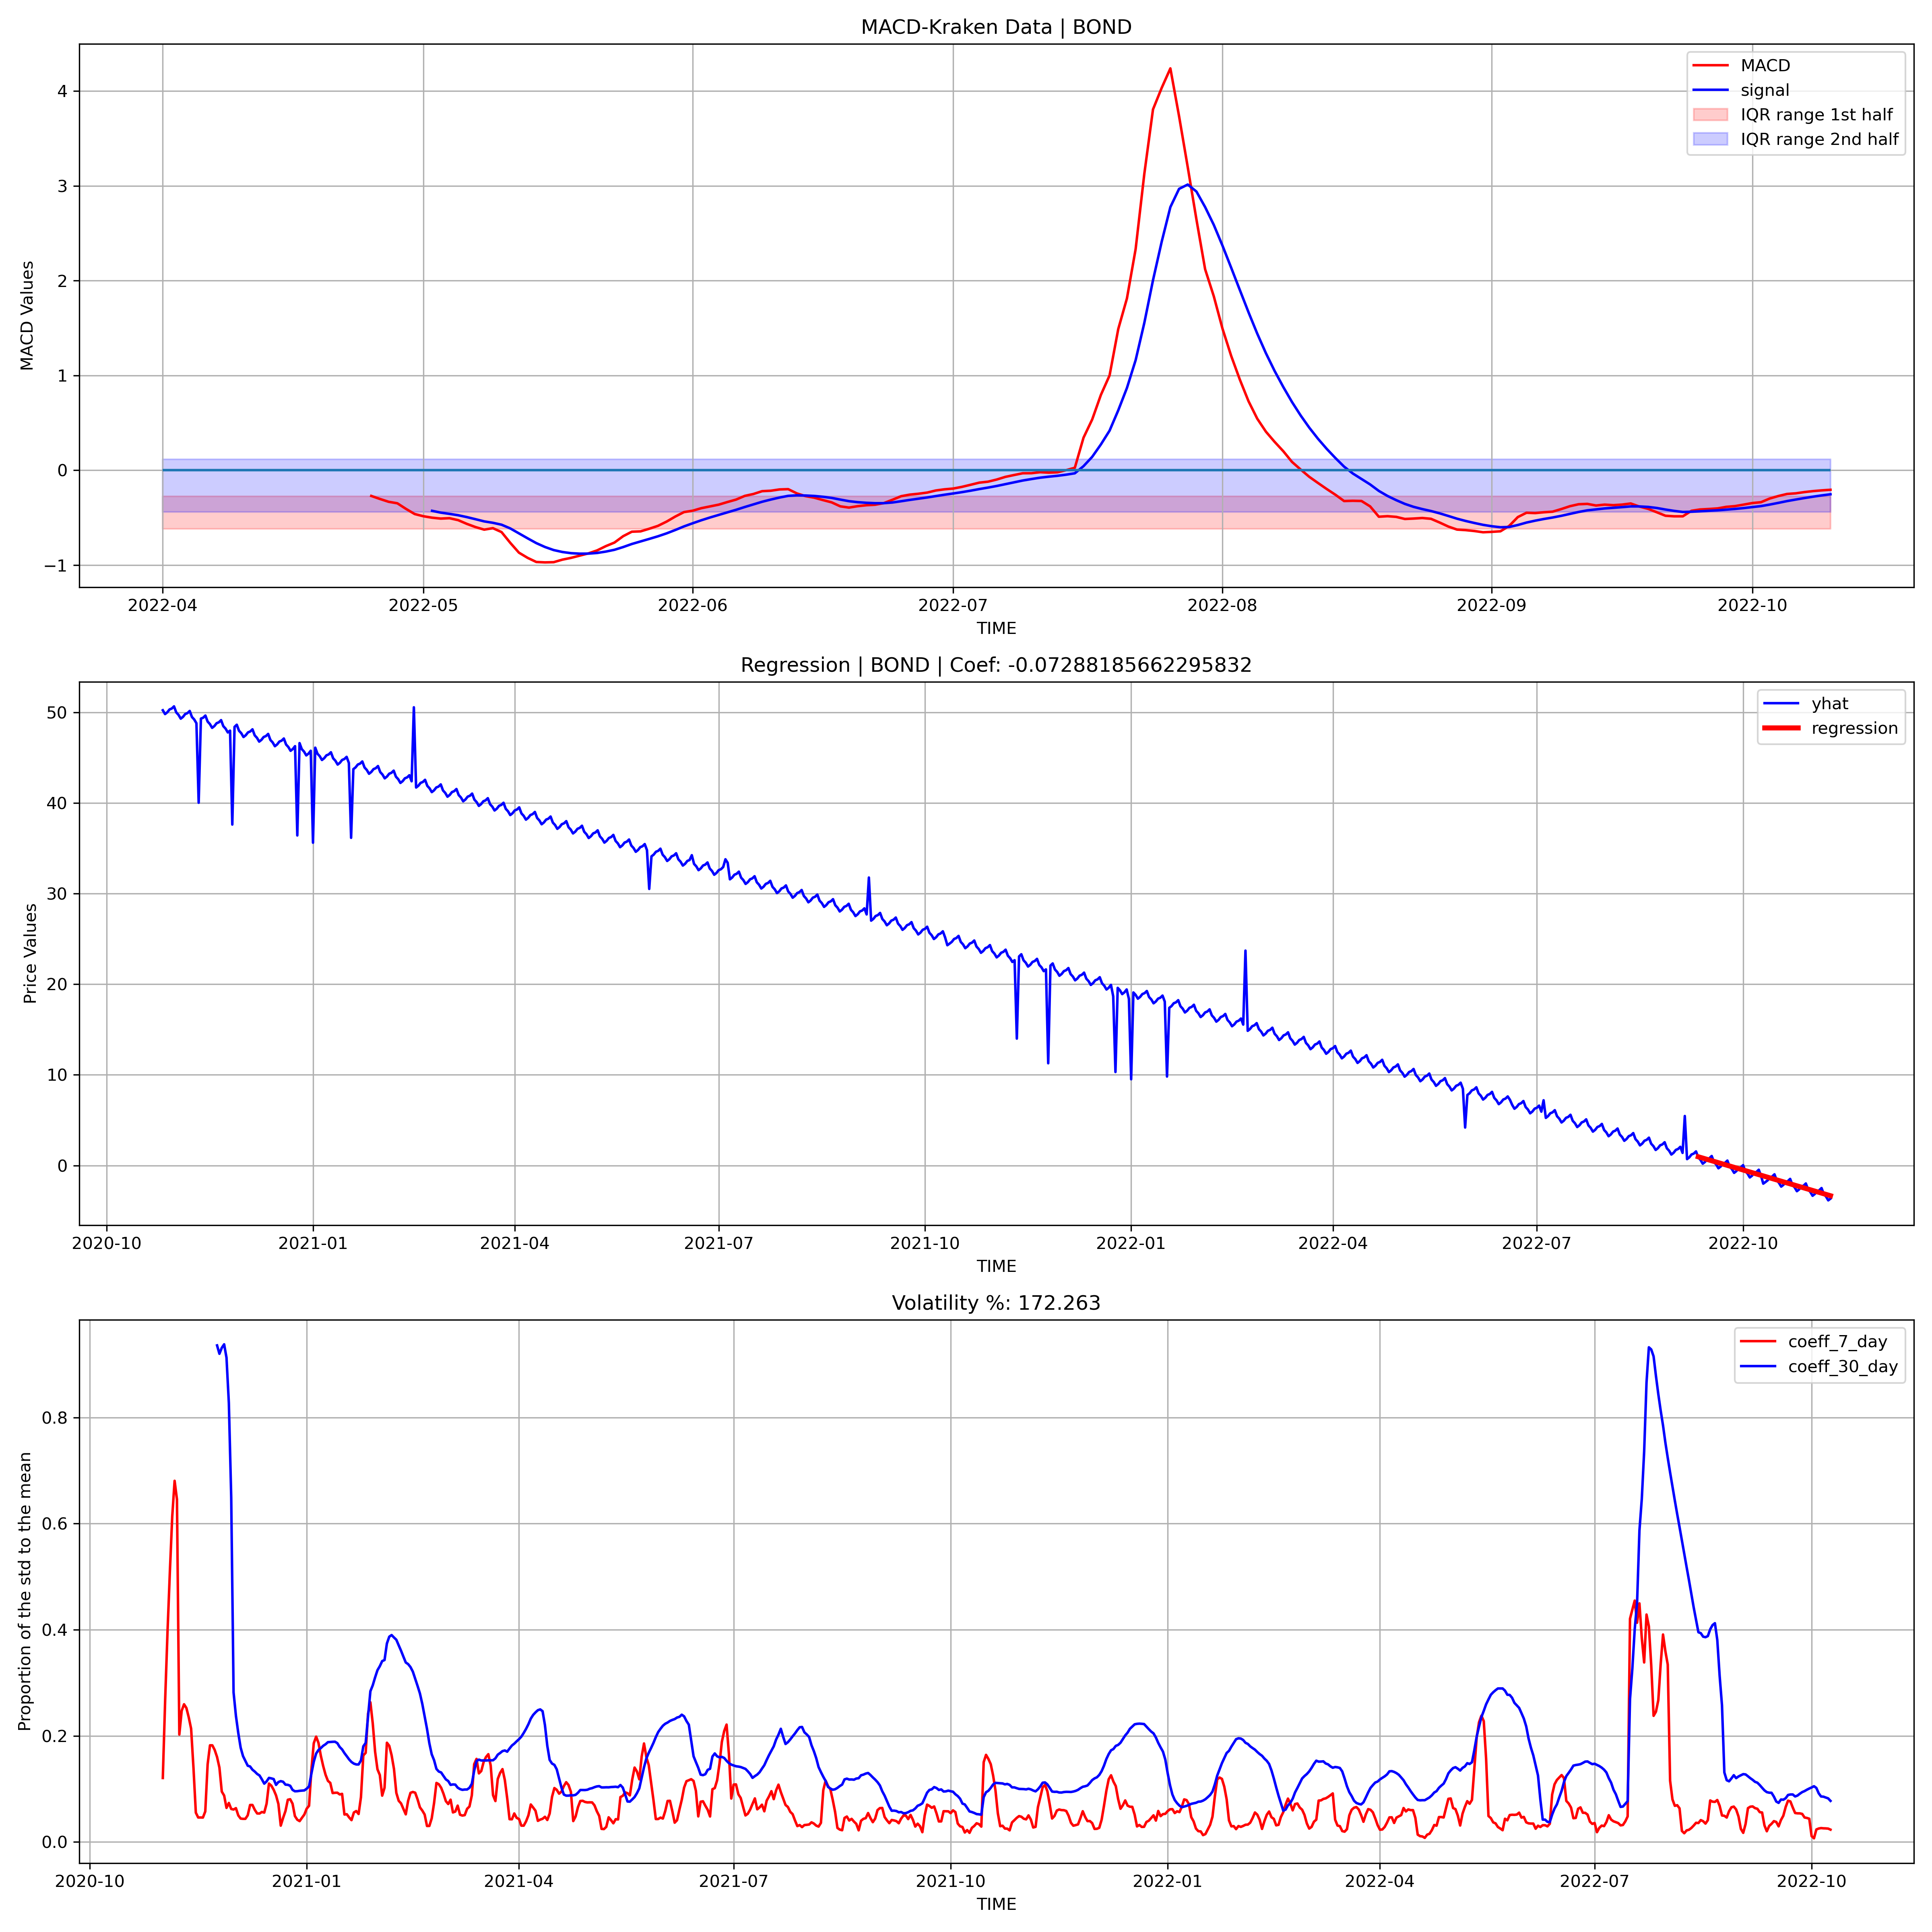 MACD-Kraken Data | BOND
MACD Values
4
3
2
1
0
−1
MACD
signal
IQR range 1st half
IQR range 2nd half
2022-04 2022-05 2022-06 2022-07 2022-08 2022-09 2022-10
TIME
Regression | BOND | Coef: -0.07288185662295832
Price Values
50
40
30
20
10
0
yhat
regression
2020-10 2021-01 2021-04 2021-07 2021-10 2022-01 2022-04 2022-07 2022-10
TIME
Volatility %: 172.263
Proportion of the std to the mean
0.8
0.6
0.4
0.2
0.0
coeff_7_day
coeff_30_day
2020-10 2021-01 2021-04 2021-07 2021-10 2022-01 2022-04 2022-07 2022-10
TIME